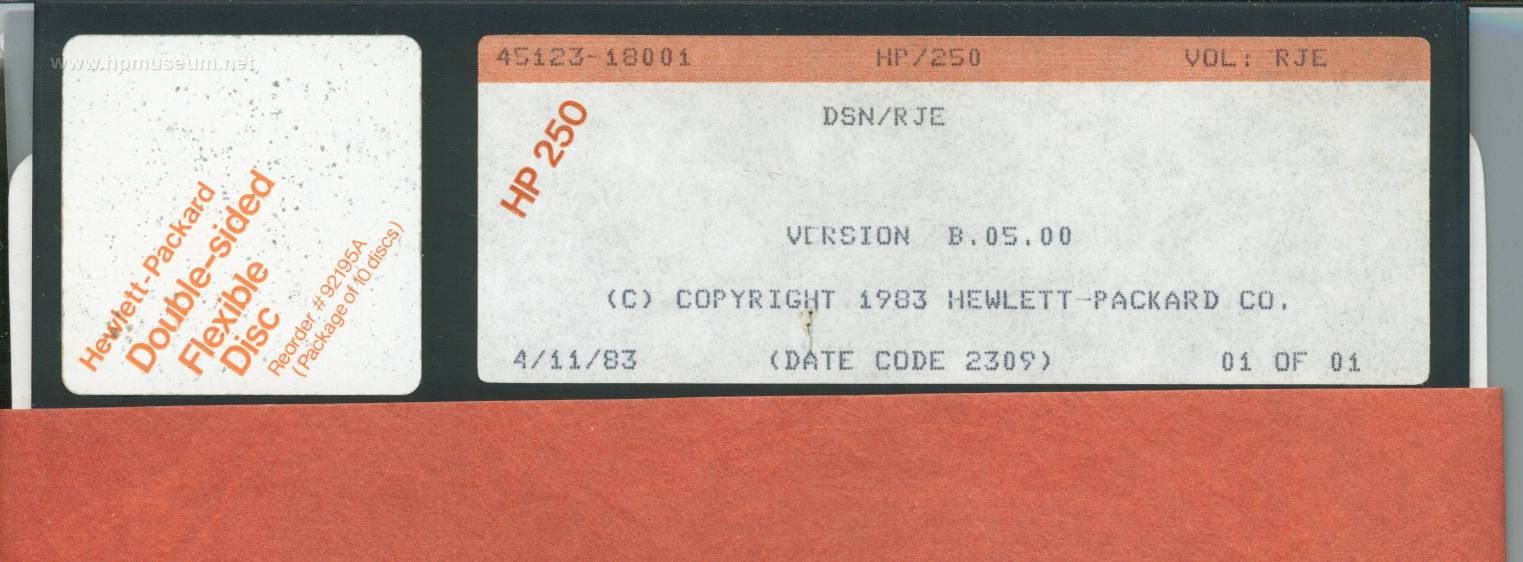 www.hpmuseum.net
Hewlett-Packard
Double-sided
Flexible
Disc
Reorder # 92195A
(Package of 10 discs)
45123-18001 HP/250 VOL: RJE
HP 250
DSN/RJE
VERSION B.05.00
(C) COPYRIGHT 1983 HEWLETT-PACKARD CO.
4/11/83 (DATE CODE 2309) 01 OF 01